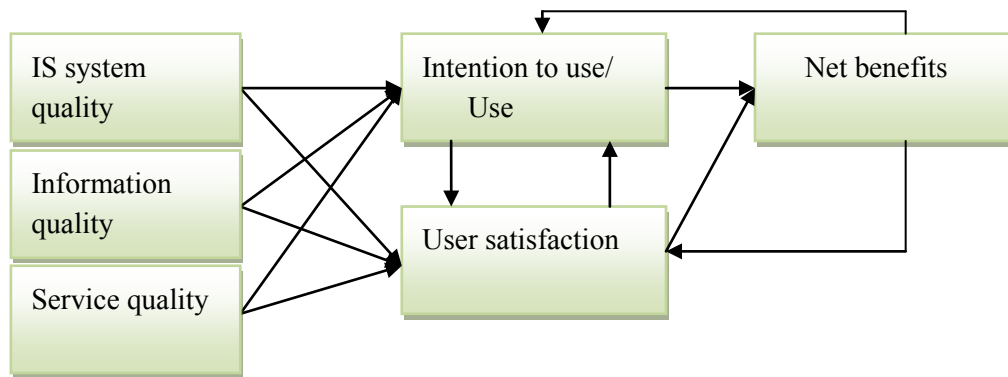 IS system
quality
Information
quality
Service quality
Intention to use/
Use
User satisfaction
Net benefits